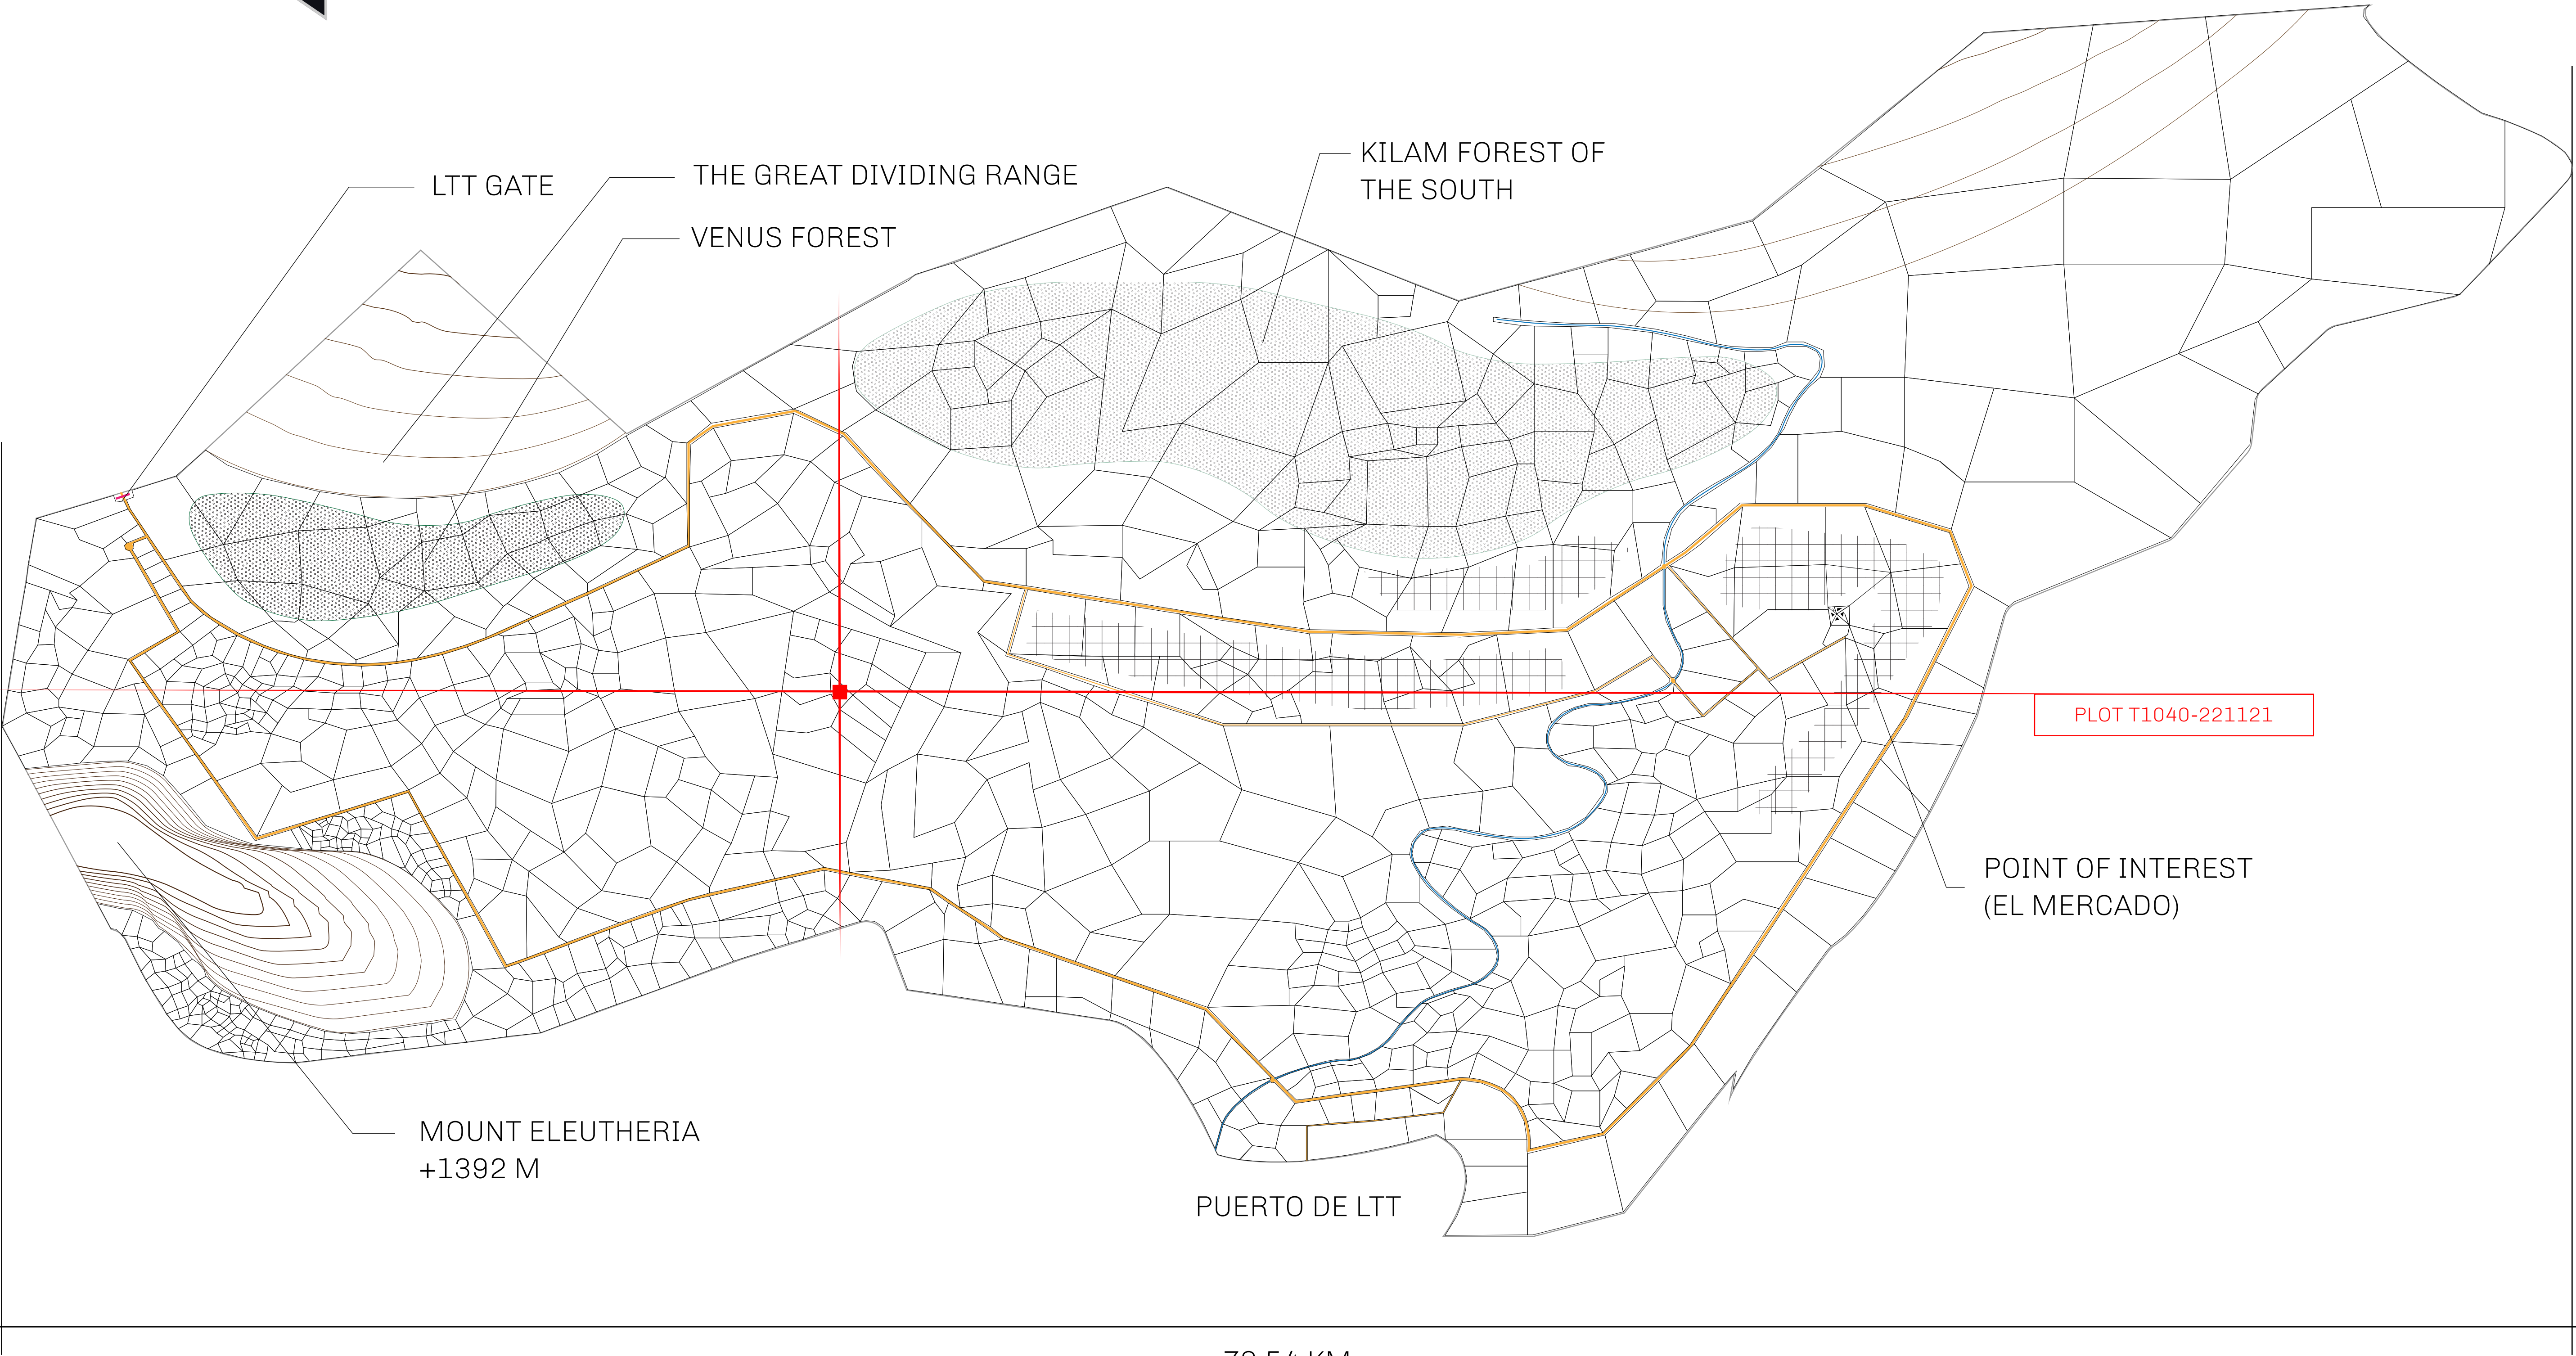 KILAM FOREST OF
THE SOUTH
THE GREAT DIVIDING RANGE
LTT GATE
VENUS FOREST
PLOT T1040-221121
POINT OF INTEREST
(EL MERCADO)
MOUNT ELEUTHERIA
+1392 M
PUERTO DE LTT
KM